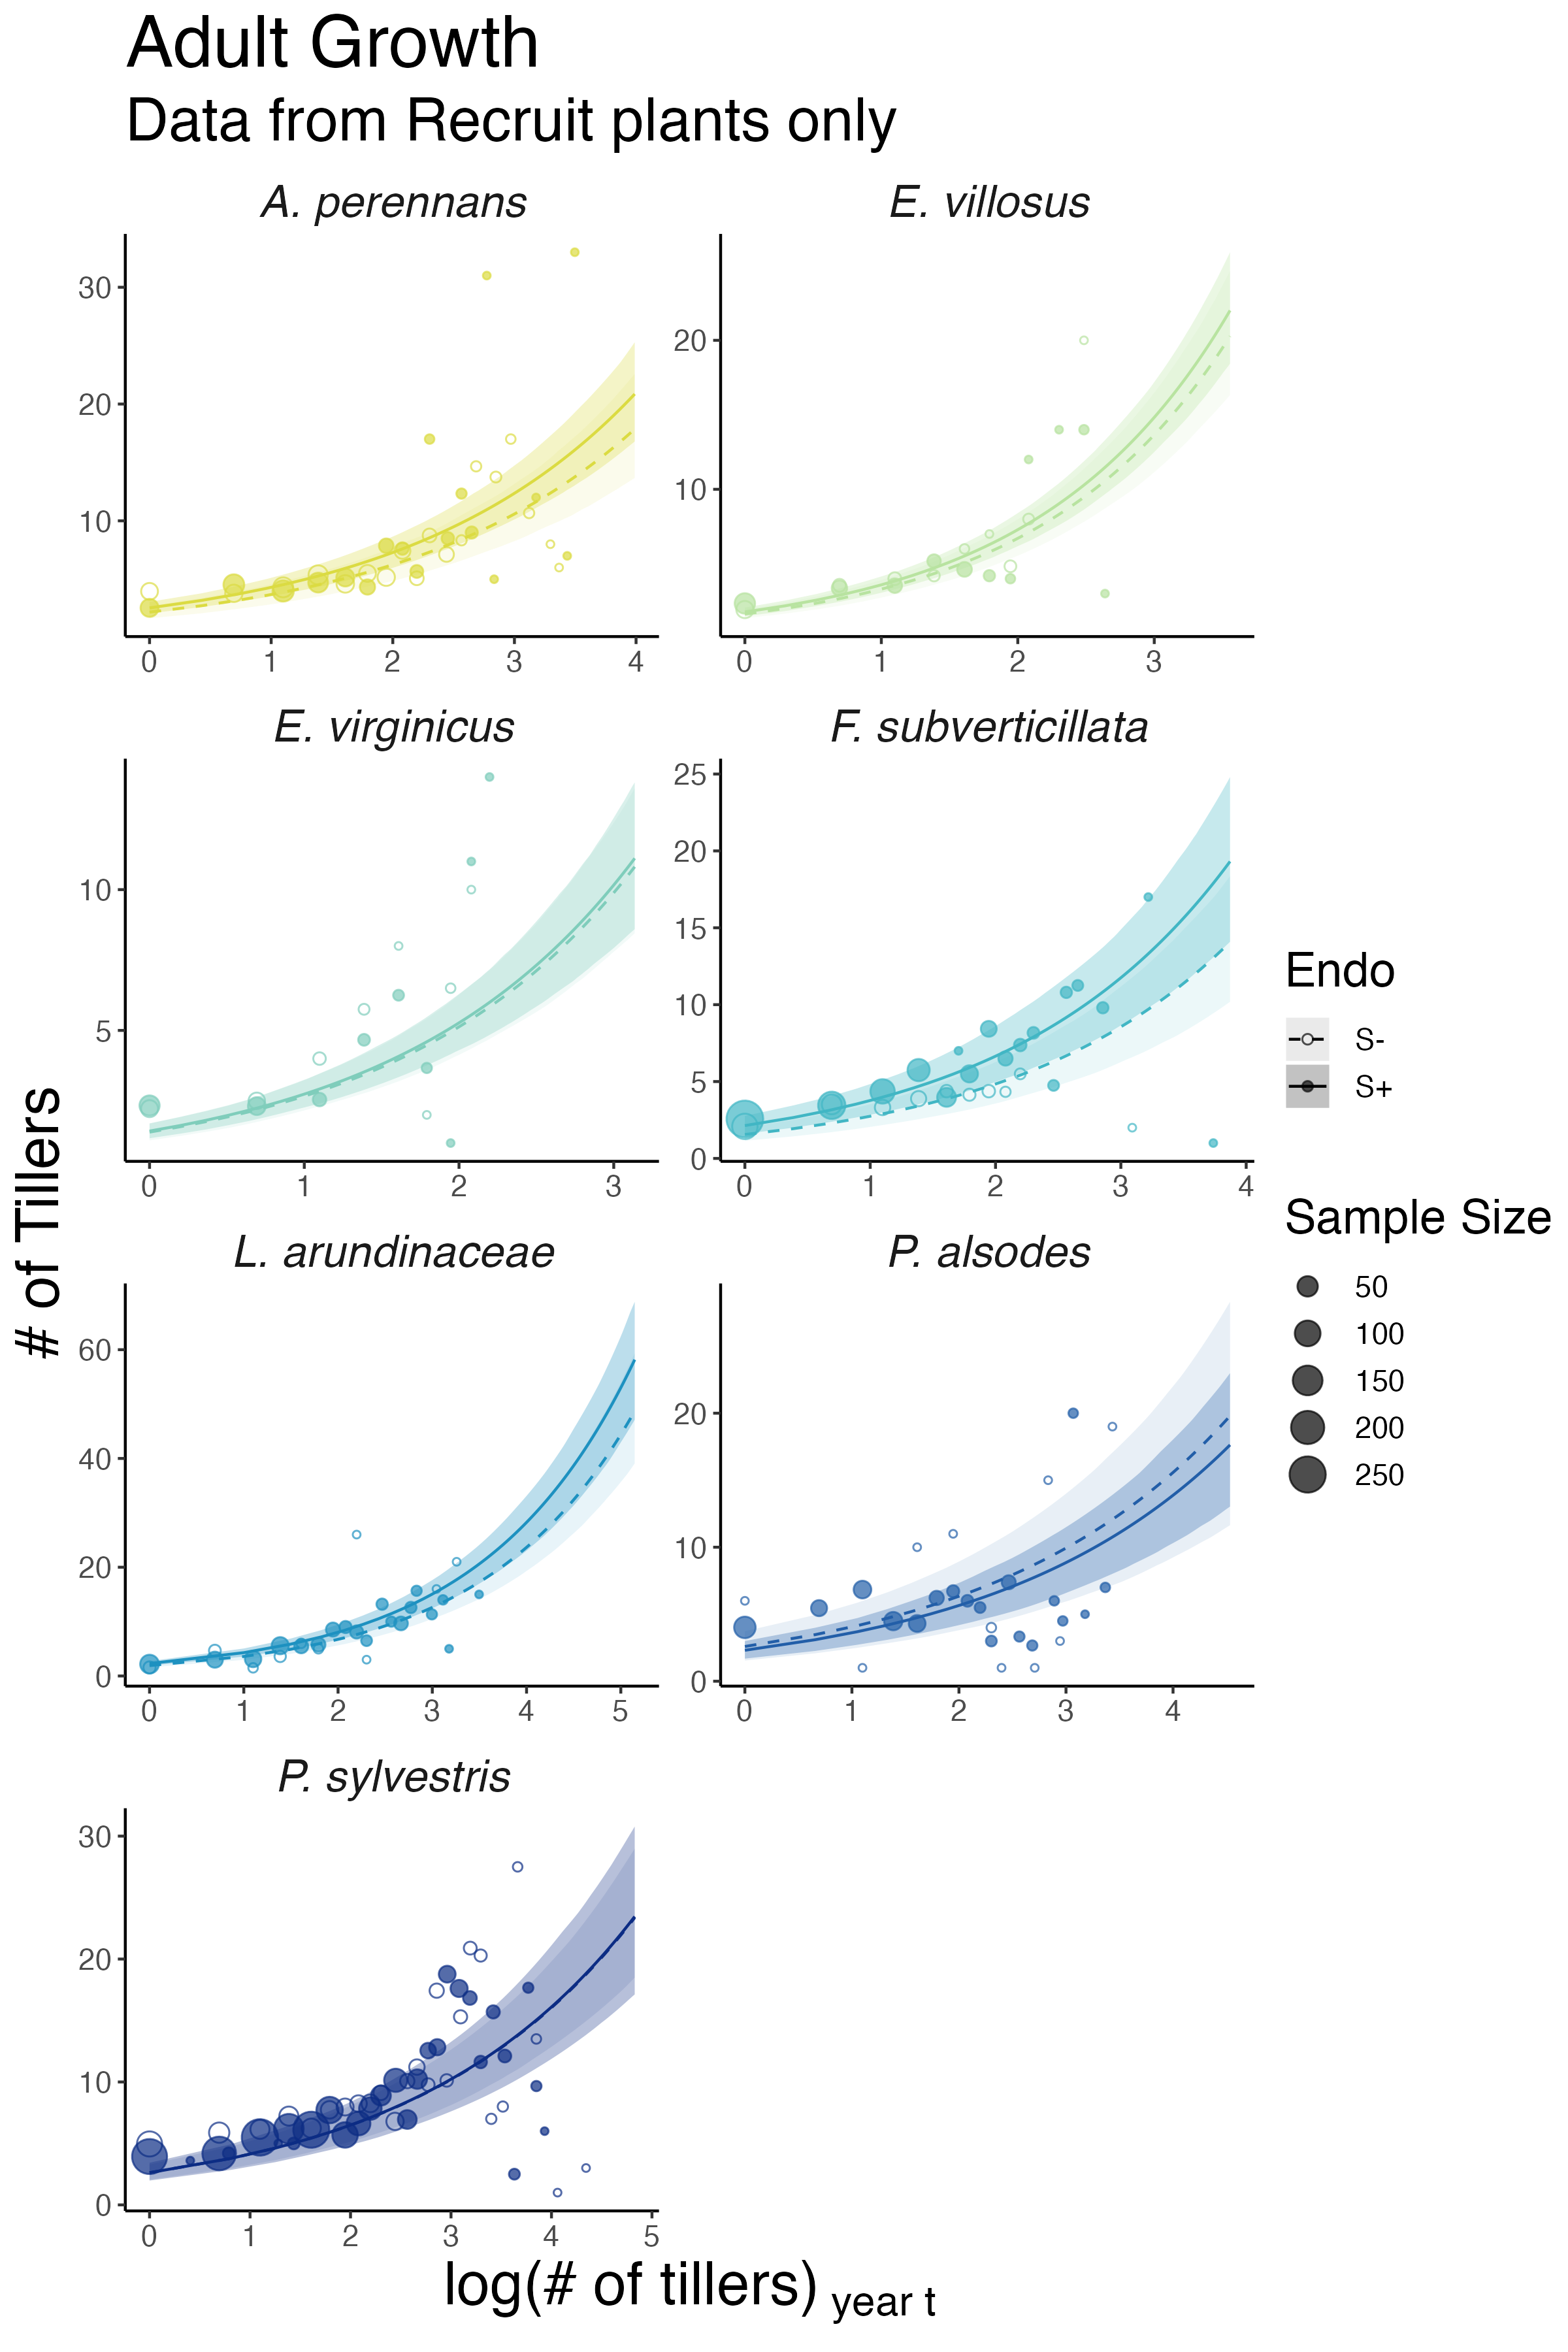 Adult Growth
Data from Recruit plants only
A. perennans
30
20
10
0 1 2 3 4
E. villosus
20
10
0 1 2 3
E. virginicus
10
5
0 1 2 3
F. subverticillata
25
20
15
10
5
0
0 1 2 3 4
# of Tillers
L. arundinaceae
60
40
20
0
0 1 2 3 4 5
P. alsodes
20
10
0
0 1 2 3 4
P. sylvestris
30
20
10
0
0 1 2 3 4 5
log(# of tillers) year t
Endo
S-
S+
Sample Size
50
100
150
200
250